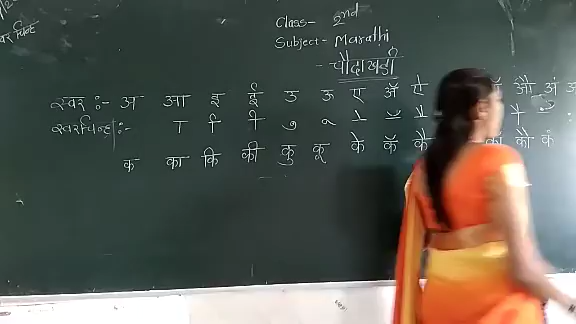 Class- 2nd
Subject- Marathi
- चौदाखडी
स्वर :- अ आ इ ई उ ऊ ए ॲ ऐ ऑ औ अं
स्वरचिन्ह :- ा ि ी ु ू े ॅ ै
क का कि की कु कू के कॅ कै कॉ कौ कं